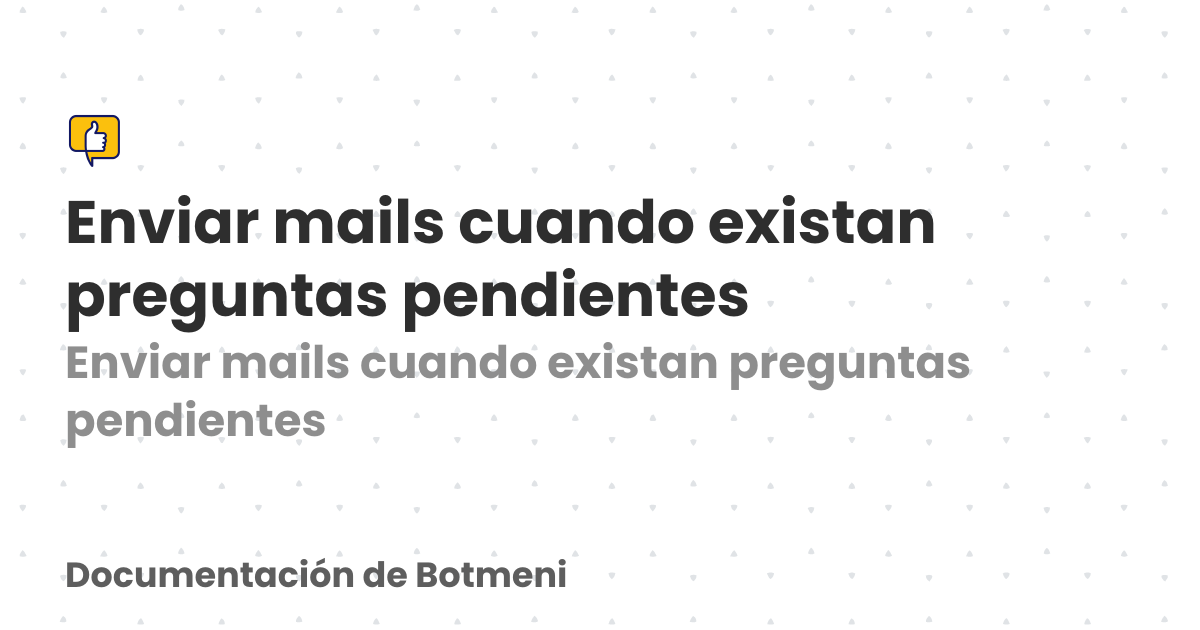 Enviar mails cuando existan
preguntas pendientes
Enviar mails cuando existan preguntas
pendientes
Documentación de Botmeni